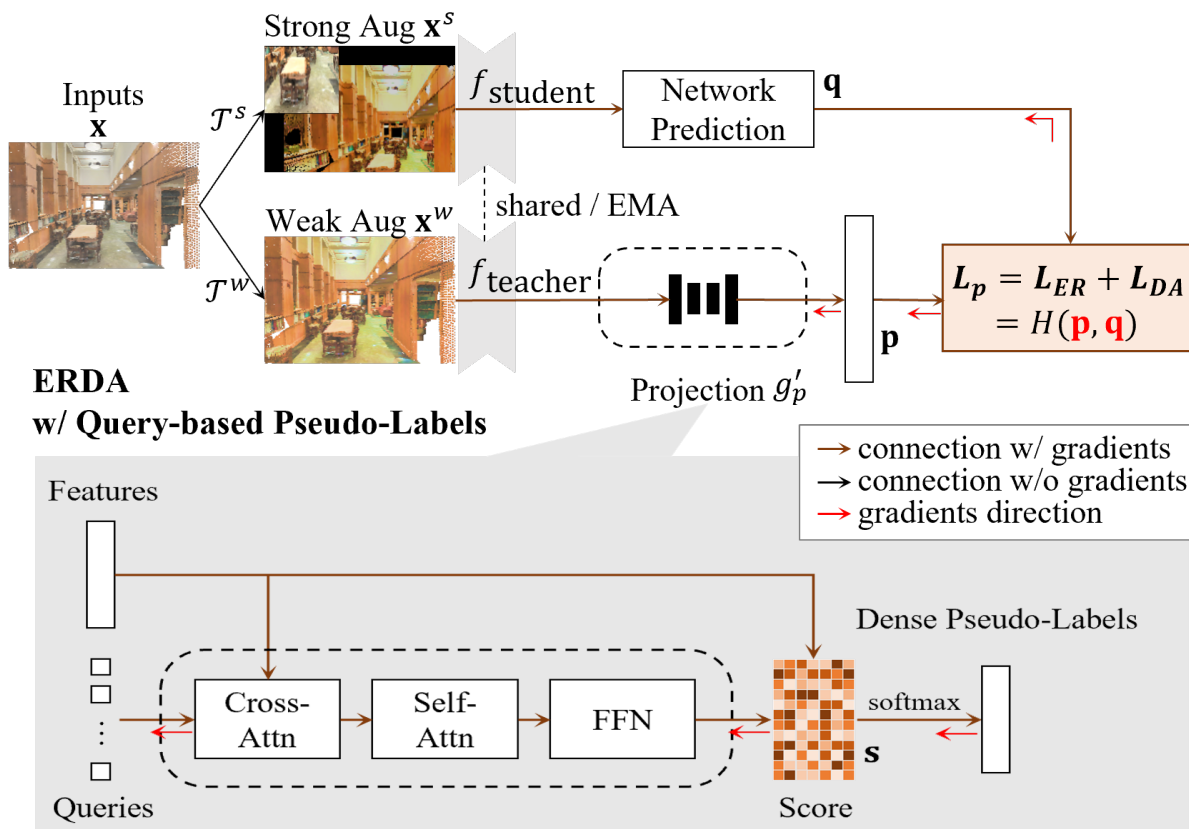 Strong Aug x^s
Inputs
x
𝒯^s
f_student
Network
Prediction
q
shared / EMA
Weak Aug x^w
𝒯^w
f_teacher
p
L_p = L_ER + L_DA
= H(p, q)
Projection g'_p
ERDA
w/ Query-based Pseudo-Labels
connection w/ gradients
connection w/o gradients
gradients direction
Features
Dense Pseudo-Labels
Cross-
Attn
Self-
Attn
FFN
softmax
s
Queries
Score